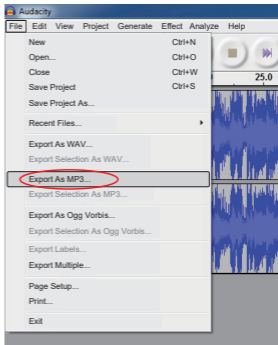 Audacity
File Edit View Project Generate Effect Analyze Help
New Ctrl+N
Open... Ctrl+O
Close Ctrl+W
Save Project Ctrl+S
Save Project As...
Recent Files...
Export As WAV...
Export Selection As WAV...
Export As MP3...
Export Selection As MP3...
Export As Ogg Vorbis...
Export Selection As Ogg Vorbis...
Export Labels...
Export Multiple...
Page Setup...
Print...
Exit
25.0